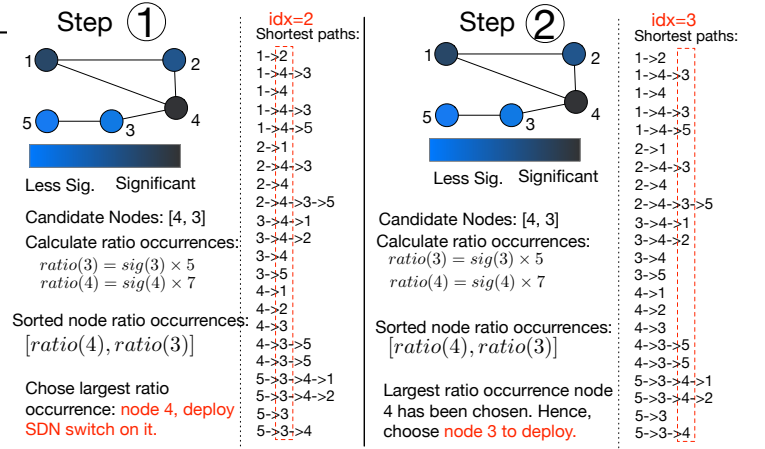 Step 1
idx=2
Shortest paths:
1
2
5
3
4
Less Sig. Significant
Candidate Nodes: [4, 3]
Calculate ratio occurrences:
ratio(3) = sig(3) × 5
ratio(4) = sig(4) × 7
Sorted node ratio occurrences:
[ratio(4), ratio(3)]
Chose largest ratio
occurrence: node 4, deploy
SDN switch on it.
1->2
1->4->3
1->4
1->4->3
1->4->5
2->1
2->4->3
2->4
2->4->3->5
3->4->1
3->4->2
3->4
3->5
4->1
4->2
4->3
4->3->5
4->3->5
5->3->4->1
5->3->4->2
5->3
5->3->4
Step 2
idx=3
Shortest paths:
1
2
5
3
4
Less Sig. Significant
Candidate Nodes: [4, 3]
Calculate ratio occurrences:
ratio(3) = sig(3) × 5
ratio(4) = sig(4) × 7
Sorted node ratio occurrences:
[ratio(4), ratio(3)]
Largest ratio occurrence node
4 has been chosen. Hence,
choose node 3 to deploy.
1->2
1->4->3
1->4
1->4->3
1->4->5
2->1
2->4->3
2->4
2->4->3->5
3->4->1
3->4->2
3->4
3->5
4->1
4->2
4->3
4->3->5
4->3->5
5->3->4->1
5->3->4->2
5->3
5->3->4